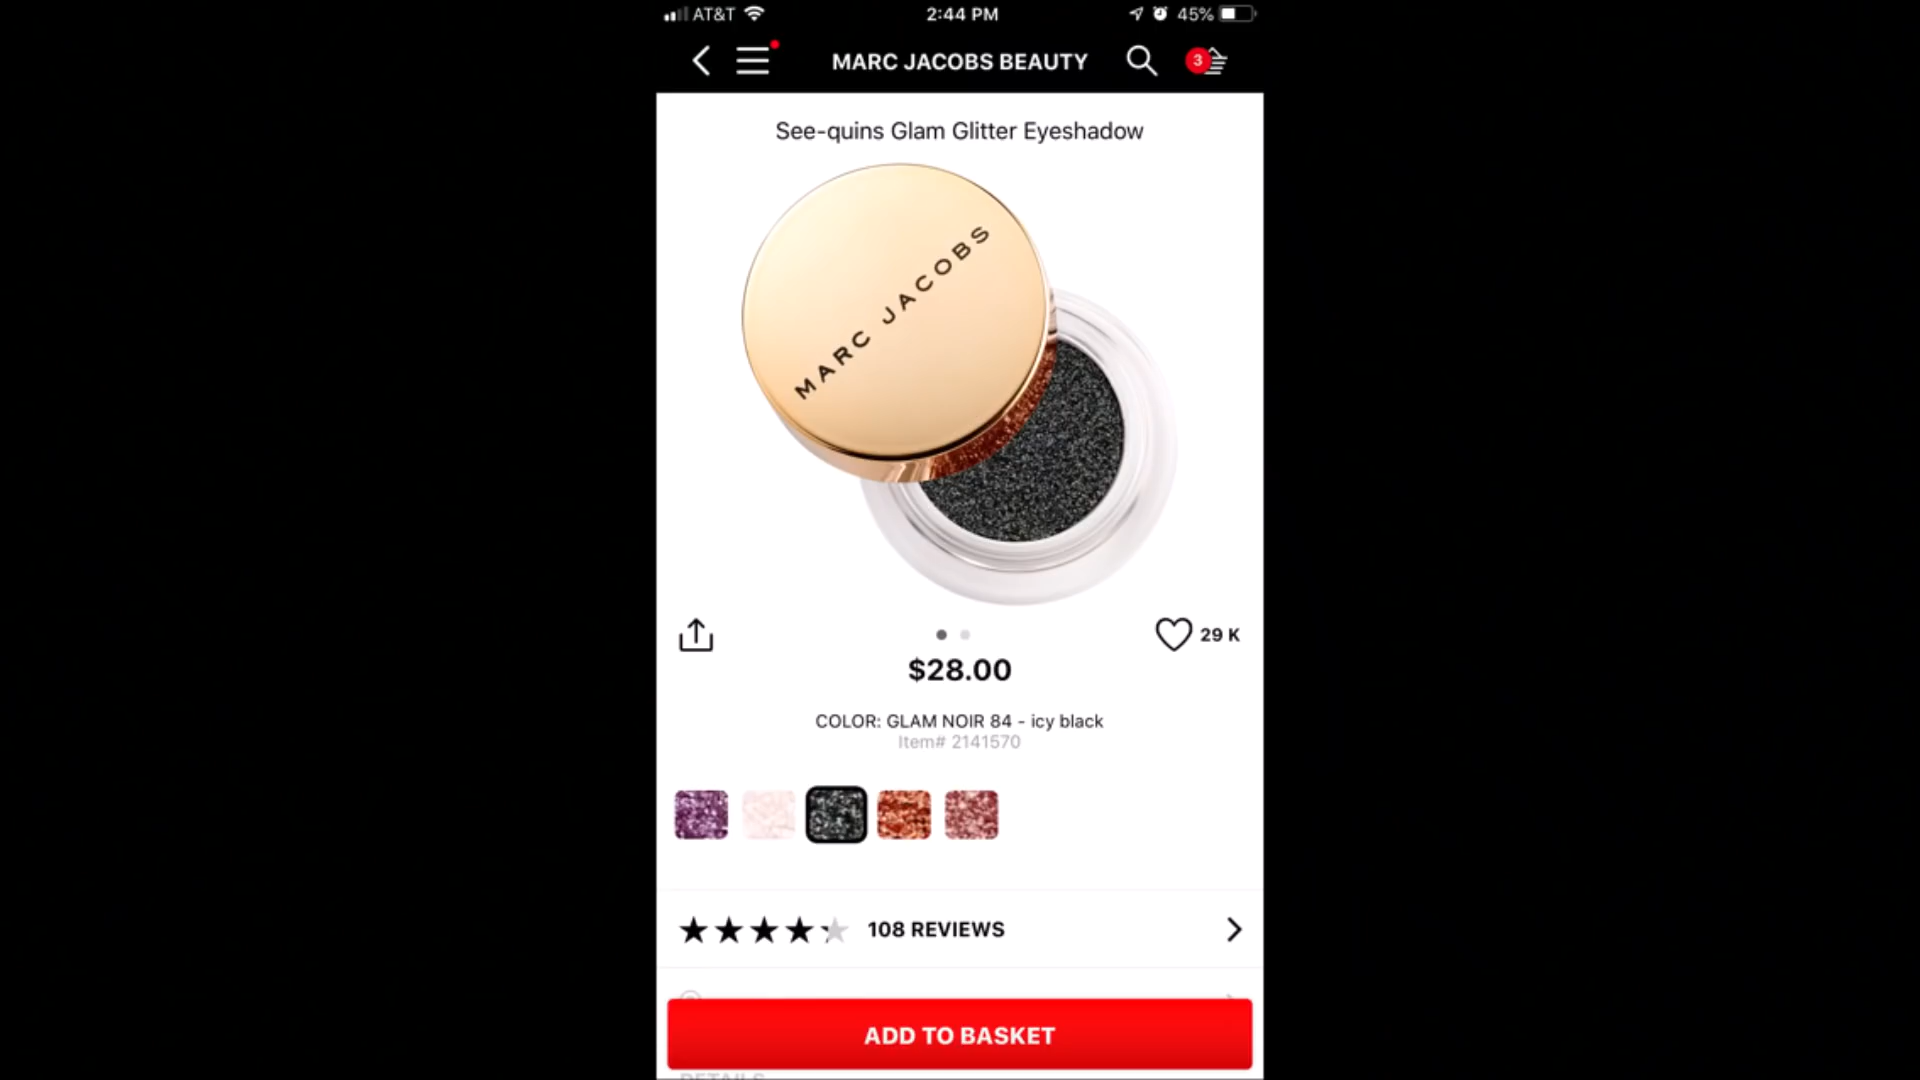 AT&T 2:44 PM 45%
MARC JACOBS BEAUTY 3
See-quins Glam Glitter Eyeshadow
MARC JACOBS
29 K
$28.00
COLOR: GLAM NOIR 84 - icy black
Item# 2141570
108 REVIEWS
ADD TO BASKET
DETAILS